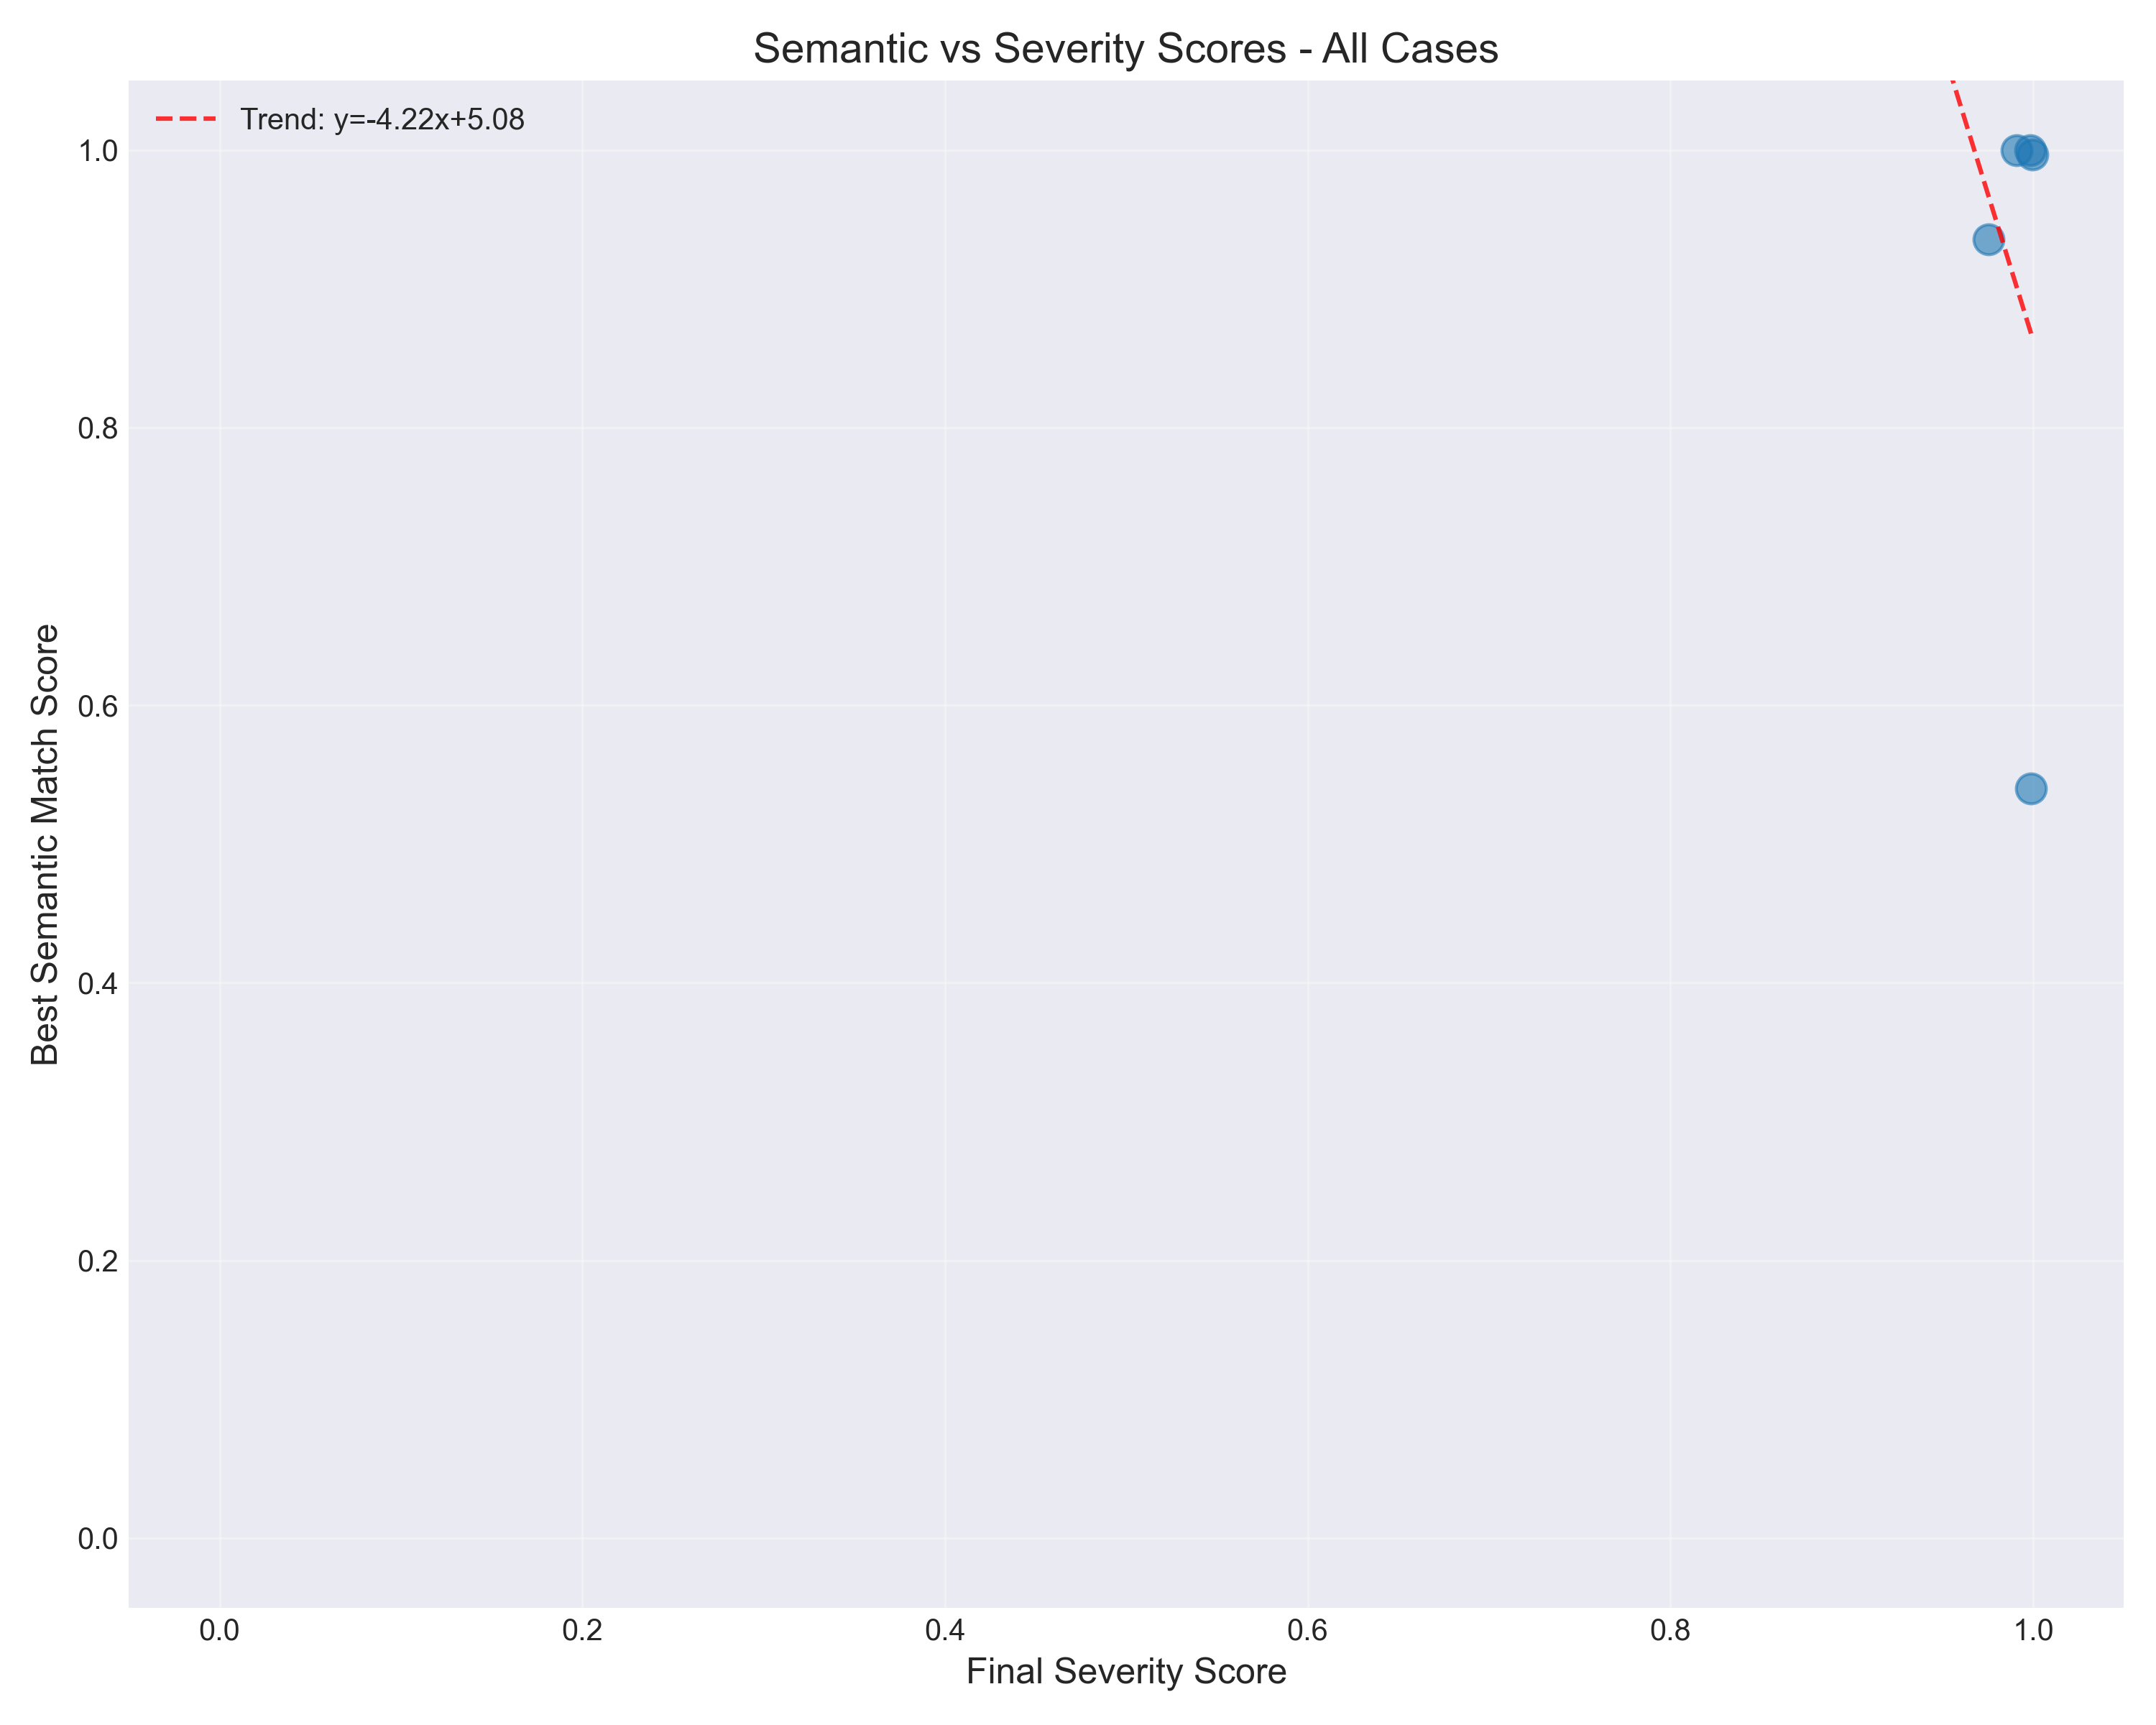 Semantic vs Severity Scores - All Cases
Trend: y=-4.22x+5.08
1.0
0.8
0.6
0.4
0.2
0.0
Best Semantic Match Score
0.0 0.2 0.4 0.6 0.8 1.0
Final Severity Score